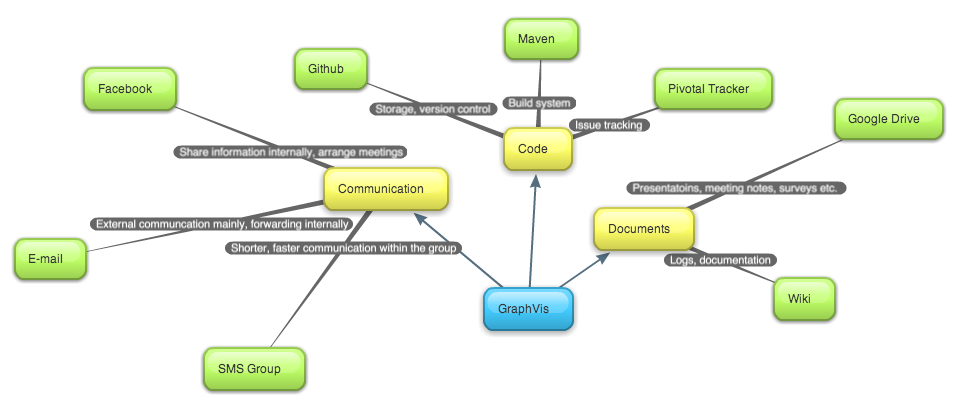 Maven
Github
Facebook
Pivotal Tracker
Storage, version control
Build system
Issue tracking
Google Drive
Code
Share information internally, arrange meetings
Communication
Presentatoins, meeting notes, surveys etc.
External communcation mainly, forwarding internally
Documents
Shorter, faster communication within the group
E-mail
Logs, documentation
Wiki
GraphVis
SMS Group